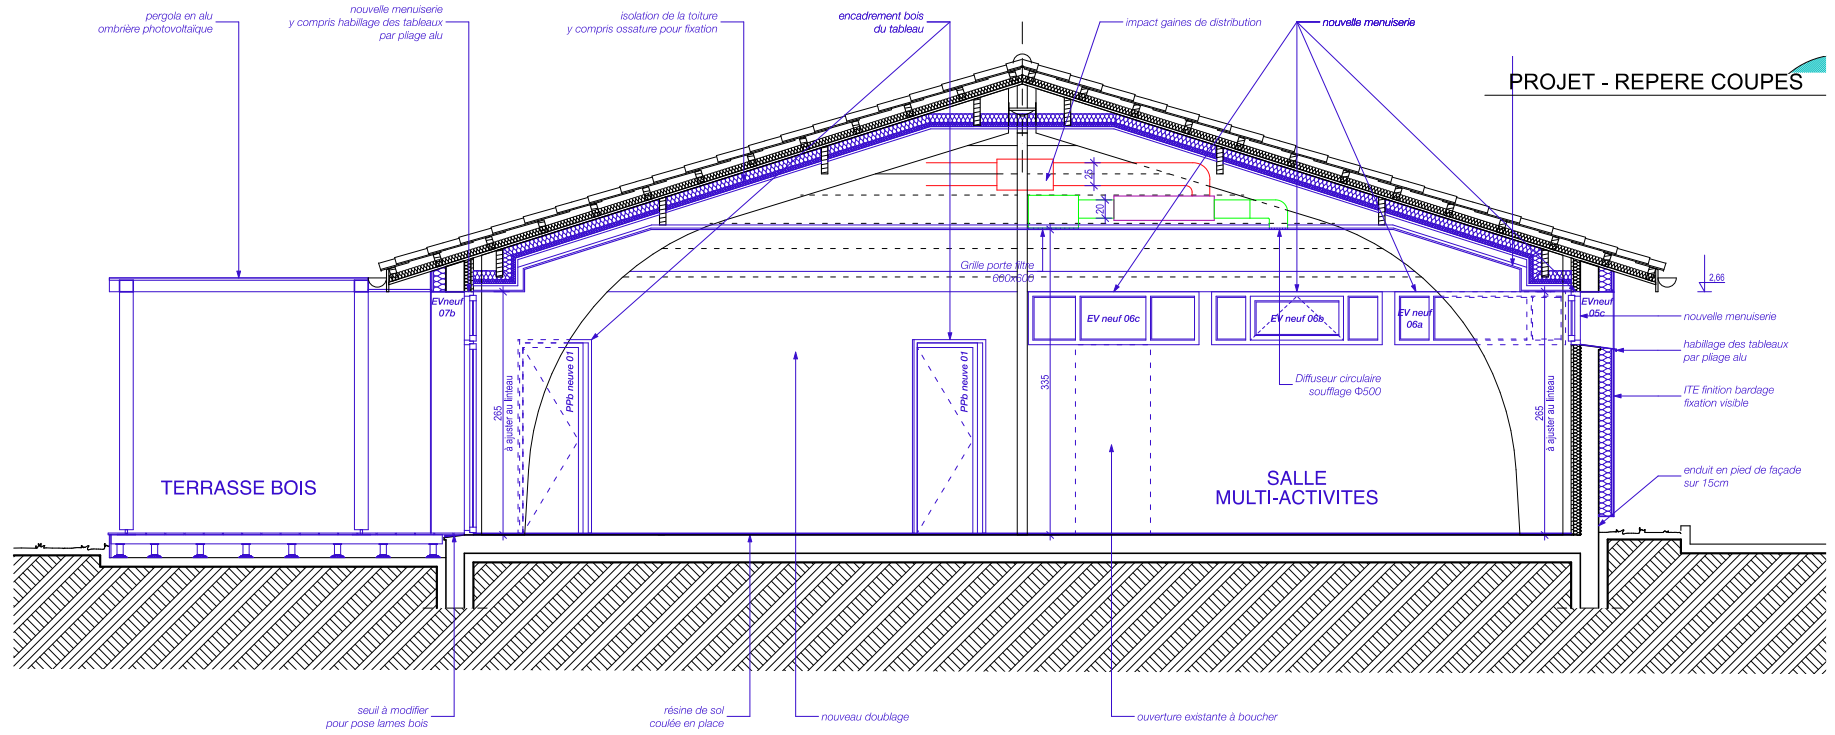 pergola en alu
ombrière photovoltaïque
nouvelle menuiserie
y compris habillage des tableaux
par pliage alu
isolation de la toiture
y compris ossature pour fixation
encadrement bois
du tableau
impact gaines de distribution
nouvelle menuiserie
PROJET - REPERE COUPES
25
20
Grille porte filtre
600x600
2,66
EVneuf
07b
EV neuf 06c
EV neuf 06b
EV neuf
06a
EVneuf
05c
nouvelle menuiserie
habillage des tableaux
par pliage alu
ITE finition bardage
fixation visible
Diffuseur circulaire
soufflage Φ500
265
à ajuster au linteau
PPb neuve 01
PPb neuve 01
335
265
à ajuster au linteau
TERRASSE BOIS
SALLE
MULTI-ACTIVITES
enduit en pied de façade
sur 15cm
seuil à modifier
pour pose lames bois
résine de sol
coulée en place
nouveau doublage
ouverture existante à boucher